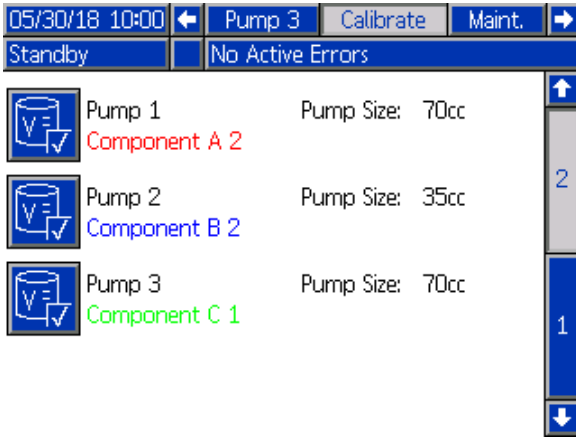 05/30/18 10:00 Pump 3 Calibrate Maint.
Standby No Active Errors
Pump 1 Pump Size: 70cc
Component A 2
2
Pump 2 Pump Size: 35cc
Component B 2
Pump 3 Pump Size: 70cc
Component C 1
1